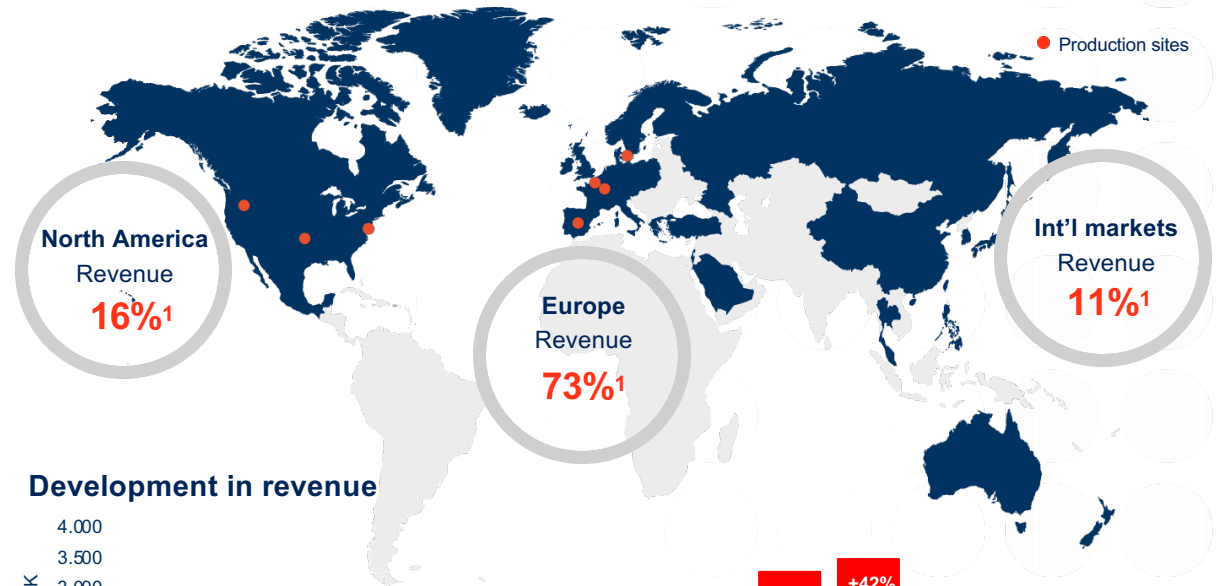 Production sites
North America
Revenue
16%¹
Int'l markets
Revenue
11%¹
Europe
Revenue
73%¹
Development in revenue
4.000
3.500
+42%